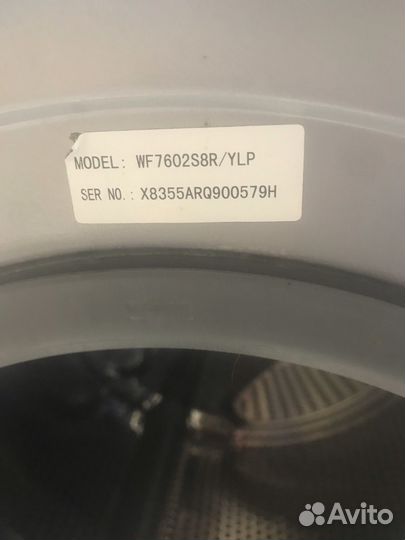 MODEL: WF7602S8R/YLP
SER NO.: X8355ARQ900579H
Avito